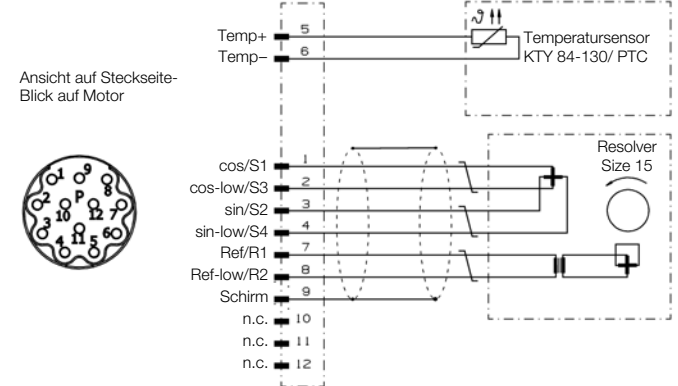 Temp+ 5
Temp– 6
Temperatursensor
KTY 84-130/ PTC
ϑ
Ansicht auf Steckseite-
Blick auf Motor
1 9 8
2 P 7
10 12
3 11 6
4 5
cos/S1 1
cos-low/S3 2
sin/S2 3
sin-low/S4 4
Ref/R1 7
Ref-low/R2 8
Schirm 9
n.c. 10
n.c. 11
n.c. 12
Resolver
Size 15